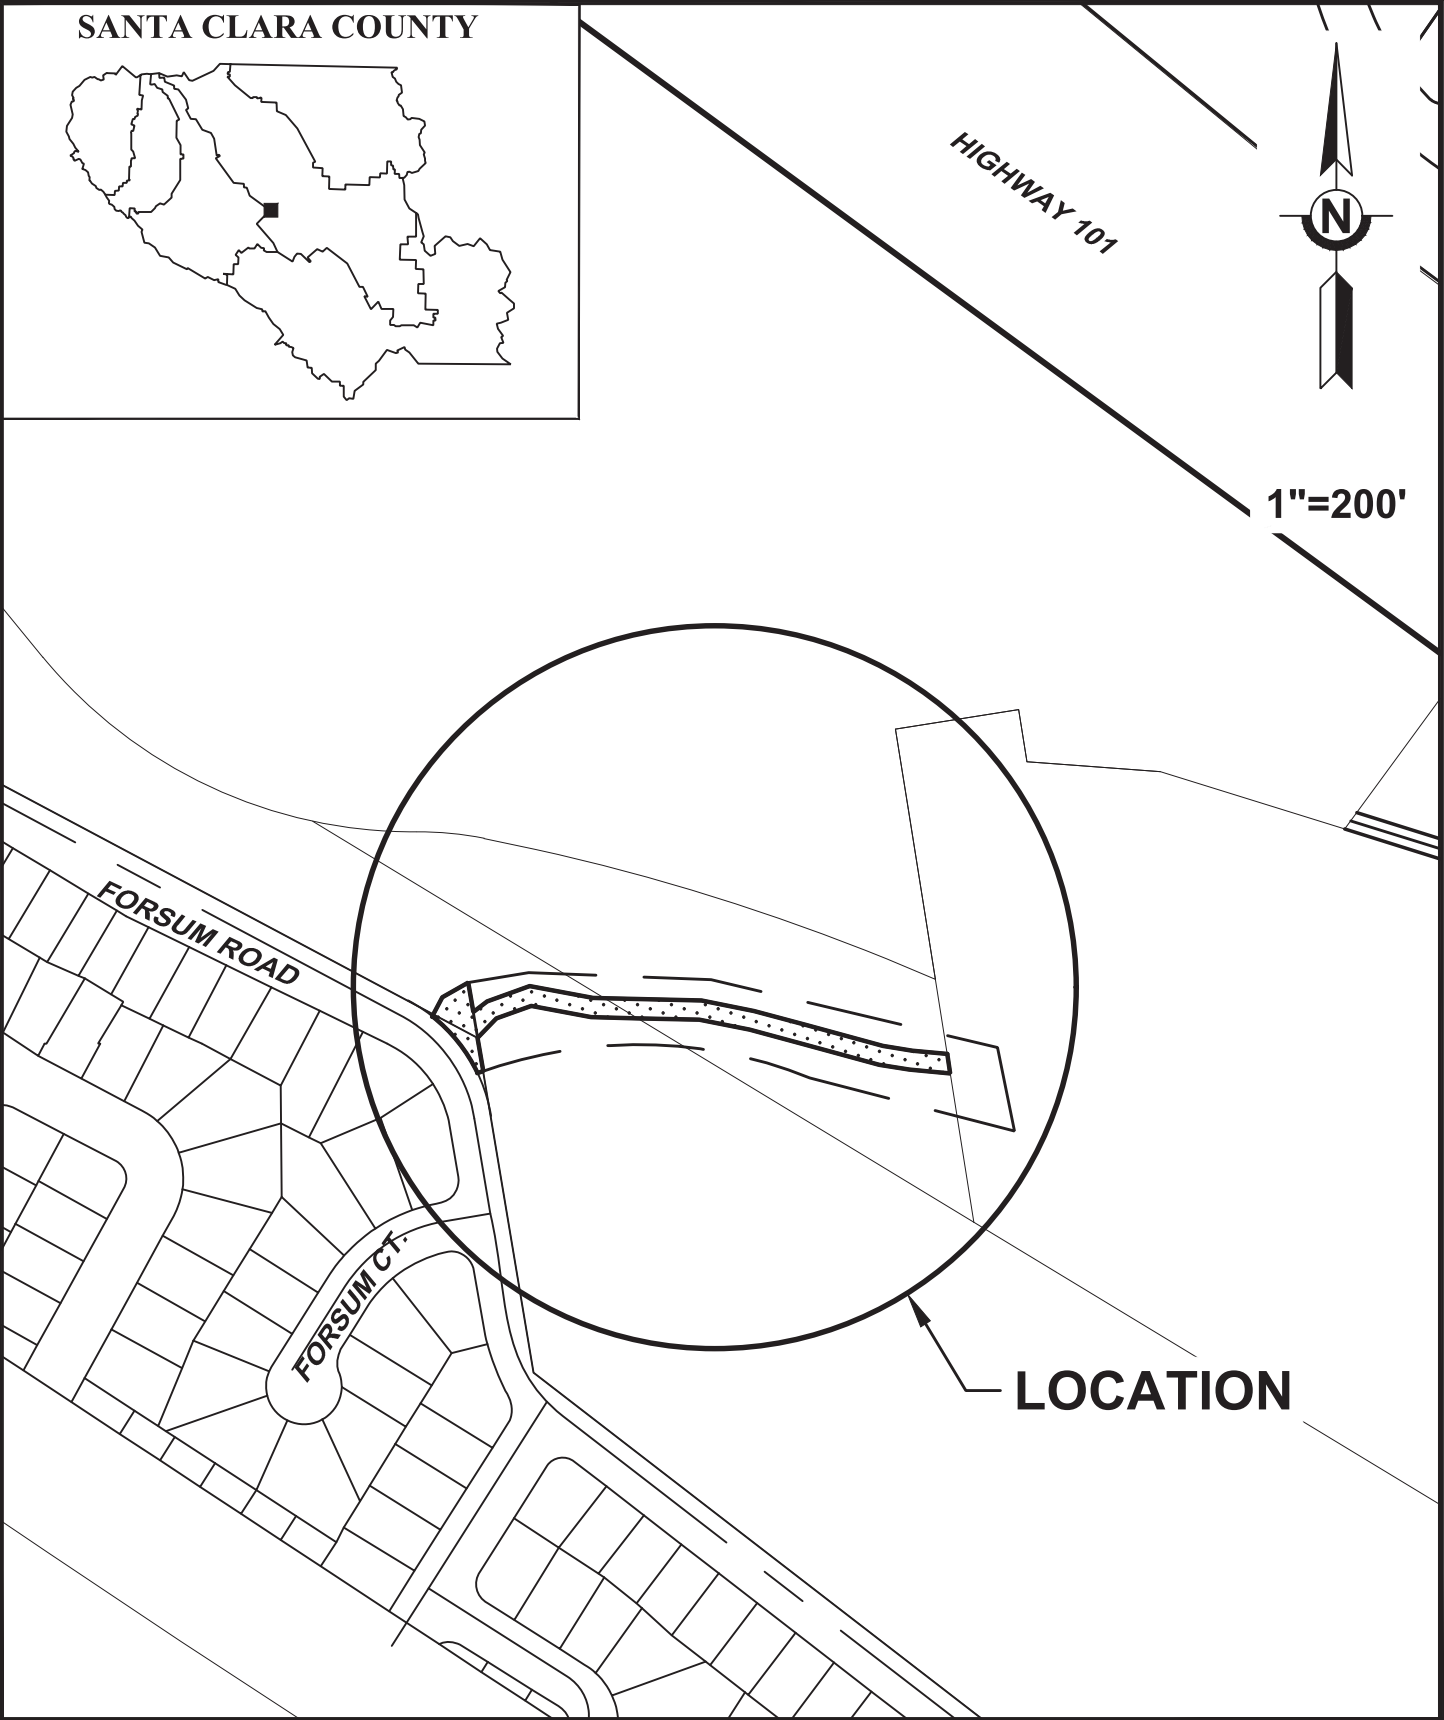 SANTA CLARA COUNTY
HIGHWAY 101
N
1"=200'
FORSUM ROAD
FORSUM CT.
LOCATION